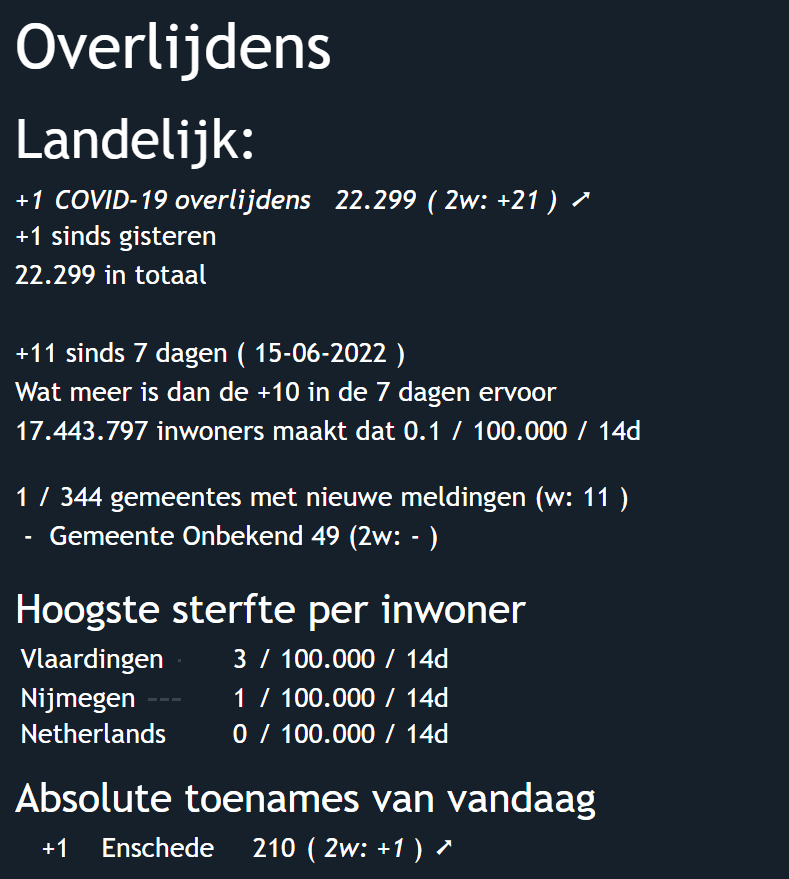 Overlijdens
Landelijk:
+1 COVID-19 overlijdens 22.299 ( 2w: +21 ) ➚
+1 sinds gisteren
22.299 in totaal
+11 sinds 7 dagen ( 15-06-2022 )
Wat meer is dan de +10 in de 7 dagen ervoor
17.443.797 inwoners maakt dat 0.1 / 100.000 / 14d
1 / 344 gemeentes met nieuwe meldingen (w: 11 )
- Gemeente Onbekend 49 (2w: - )
Hoogste sterfte per inwoner
Vlaardingen · 3 / 100.000 / 14d
Nijmegen --- 1 / 100.000 / 14d
Netherlands 0 / 100.000 / 14d
Absolute toenames van vandaag
+1 Enschede 210 ( 2w: +1 ) ➚